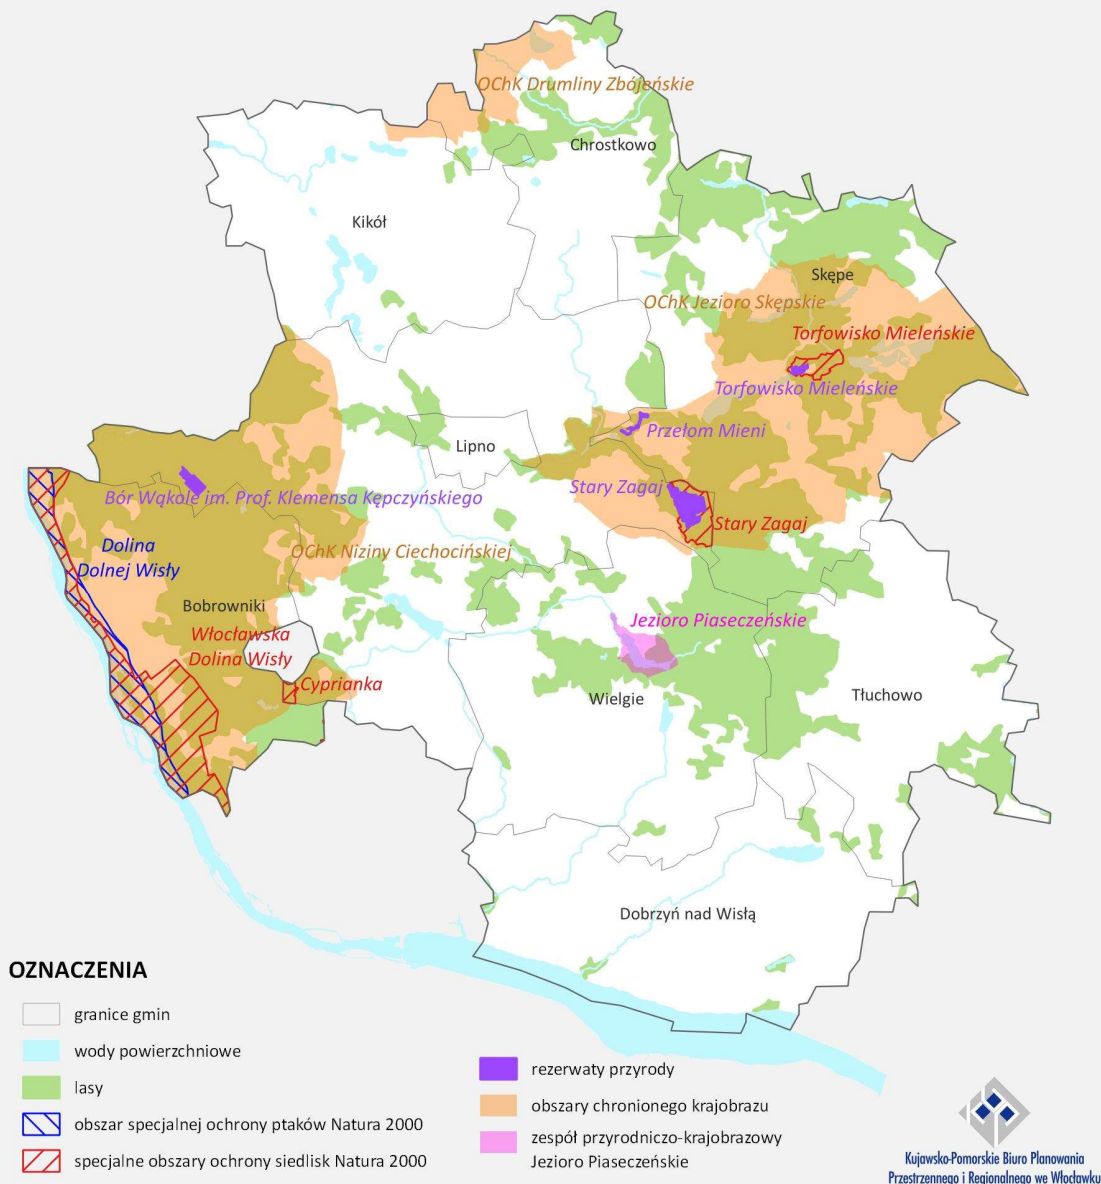 OChK Drumliny Zbójeńskie
Chrostkowo
Kikół
Skępe
OChK Jezioro Skępskie
Torfowisko Mieleńskie
Torfowisko Mieleńskie
Przełom Mieni
Lipno
Stary Zagaj
Bór Wąkole im. Prof. Klemensa Kępczyńskiego
Stary Zagaj
Dolina
Dolnej Wisły
OChK Niziny Ciechocińskiej
Bobrowniki
Jezioro Piaseczeńskie
Włocławska
Dolina Wisły
Cyprianka
Wielgie
Tłuchowo
Dobrzyń nad Wisłą
OZNACZENIA
granice gmin
wody powierzchniowe
lasy
obszar specjalnej ochrony ptaków Natura 2000
specjalne obszary ochrony siedlisk Natura 2000
rezerwaty przyrody
obszary chronionego krajobrazu
zespół przyrodniczo-krajobrazowy
Jezioro Piaseczeńskie
Kujawsko-Pomorskie Biuro Planowania
Przestrzennego i Regionalnego we Włocławku